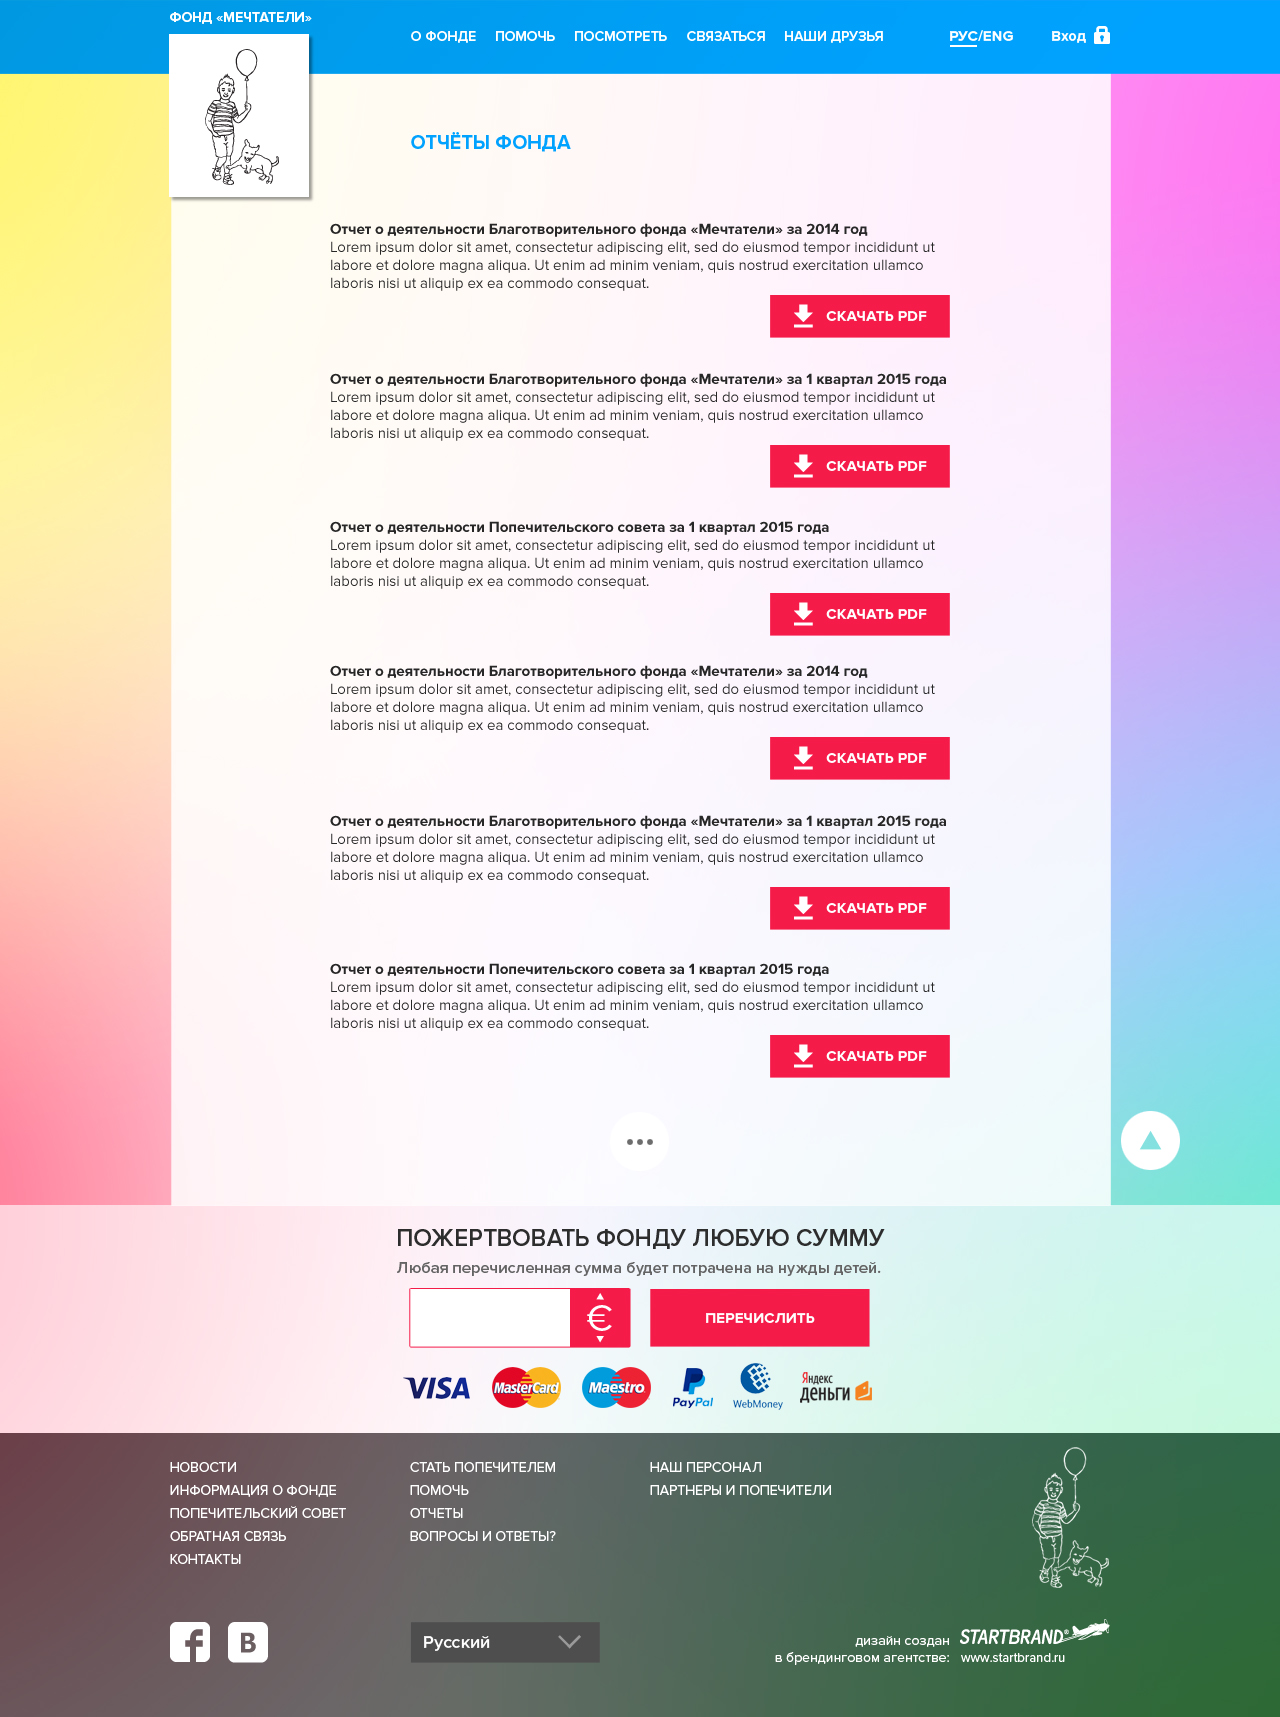 ФОНД «МЕЧТАТЕЛИ»
О ФОНДЕ ПОМОЧЬ ПОСМОТРЕТЬ СВЯЗАТЬСЯ НАШИ ДРУЗЬЯ РУС/ENG Вход
ОТЧЁТЫ ФОНДА
Отчет о деятельности Благотворительного фонда «Мечтатели» за 2014 год
Lorem ipsum dolor sit amet, consectetur adipiscing elit, sed do eiusmod tempor incididunt ut
labore et dolore magna aliqua. Ut enim ad minim veniam, quis nostrud exercitation ullamco
laboris nisi ut aliquip ex ea commodo consequat.
СКАЧАТЬ PDF
Отчет о деятельности Благотворительного фонда «Мечтатели» за 1 квартал 2015 года
Lorem ipsum dolor sit amet, consectetur adipiscing elit, sed do eiusmod tempor incididunt ut
labore et dolore magna aliqua. Ut enim ad minim veniam, quis nostrud exercitation ullamco
laboris nisi ut aliquip ex ea commodo consequat.
СКАЧАТЬ PDF
Отчет о деятельности Попечительского совета за 1 квартал 2015 года
Lorem ipsum dolor sit amet, consectetur adipiscing elit, sed do eiusmod tempor incididunt ut
labore et dolore magna aliqua. Ut enim ad minim veniam, quis nostrud exercitation ullamco
laboris nisi ut aliquip ex ea commodo consequat.
СКАЧАТЬ PDF
Отчет о деятельности Благотворительного фонда «Мечтатели» за 2014 год
Lorem ipsum dolor sit amet, consectetur adipiscing elit, sed do eiusmod tempor incididunt ut
labore et dolore magna aliqua. Ut enim ad minim veniam, quis nostrud exercitation ullamco
laboris nisi ut aliquip ex ea commodo consequat.
СКАЧАТЬ PDF
Отчет о деятельности Благотворительного фонда «Мечтатели» за 1 квартал 2015 года
Lorem ipsum dolor sit amet, consectetur adipiscing elit, sed do eiusmod tempor incididunt ut
labore et dolore magna aliqua. Ut enim ad minim veniam, quis nostrud exercitation ullamco
laboris nisi ut aliquip ex ea commodo consequat.
СКАЧАТЬ PDF
Отчет о деятельности Попечительского совета за 1 квартал 2015 года
Lorem ipsum dolor sit amet, consectetur adipiscing elit, sed do eiusmod tempor incididunt ut
labore et dolore magna aliqua. Ut enim ad minim veniam, quis nostrud exercitation ullamco
laboris nisi ut aliquip ex ea commodo consequat.
СКАЧАТЬ PDF
ПОЖЕРТВОВАТЬ ФОНДУ ЛЮБУЮ СУММУ
Любая перечисленная сумма будет потрачена на нужды детей.
€ ПЕРЕЧИСЛИТЬ
VISA MasterCard Maestro PayPal WebMoney Яндекс деньги
НОВОСТИ
ИНФОРМАЦИЯ О ФОНДЕ
ПОПЕЧИТЕЛЬСКИЙ СОВЕТ
ОБРАТНАЯ СВЯЗЬ
КОНТАКТЫ
СТАТЬ ПОПЕЧИТЕЛЕМ
ПОМОЧЬ
ОТЧЕТЫ
ВОПРОСЫ И ОТВЕТЫ?
НАШ ПЕРСОНАЛ
ПАРТНЕРЫ И ПОПЕЧИТЕЛИ
f В
Русский
дизайн создан
в брендинговом агентстве:
STARTBRAND®
www.startbrand.ru